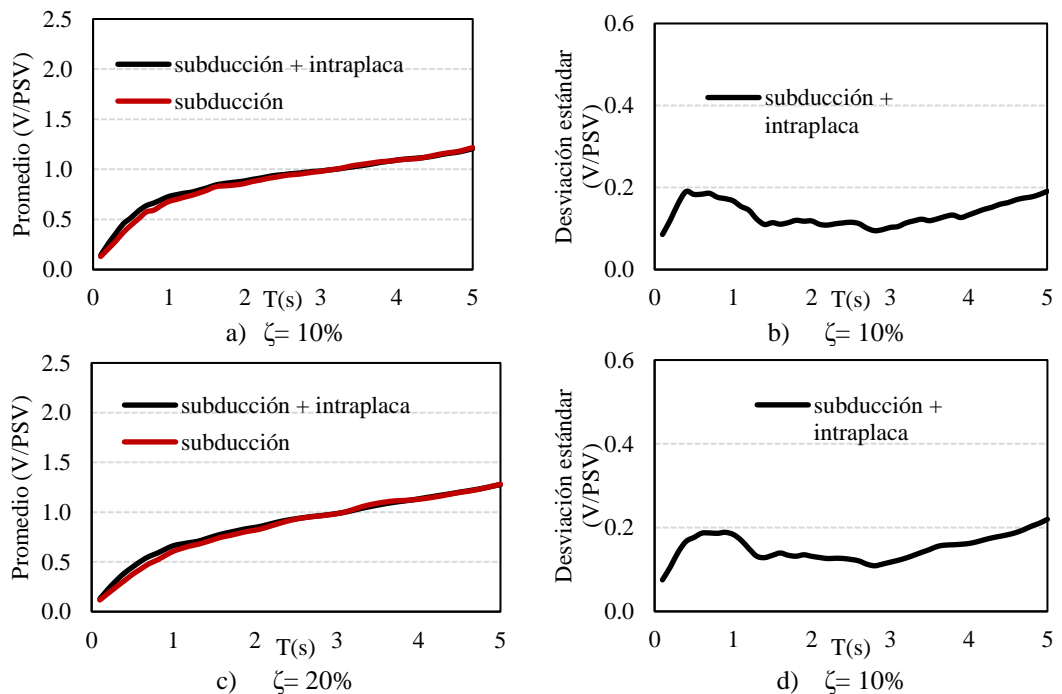 Promedio (V/PSV)
2.5
2.0
1.5
1.0
0.5
0.0
subducción + intraplaca
subducción
0 1 2 3 4 5
T(s)
a) ζ= 10%
Desviación estándar
(V/PSV)
0.6
0.4
0.2
0.0
subducción +
intraplaca
0 1 2 3 4 5
T(s)
b) ζ= 10%
Promedio (V/PSV)
2.5
2.0
1.5
1.0
0.5
0.0
subducción + intraplaca
subducción
0 1 2 3 4 5
T(s)
c) ζ= 20%
Desviación estándar
(V/PSV)
0.6
0.4
0.2
0.0
subducción +
intraplaca
0 1 2 3 4 5
T(s)
d) ζ= 10%